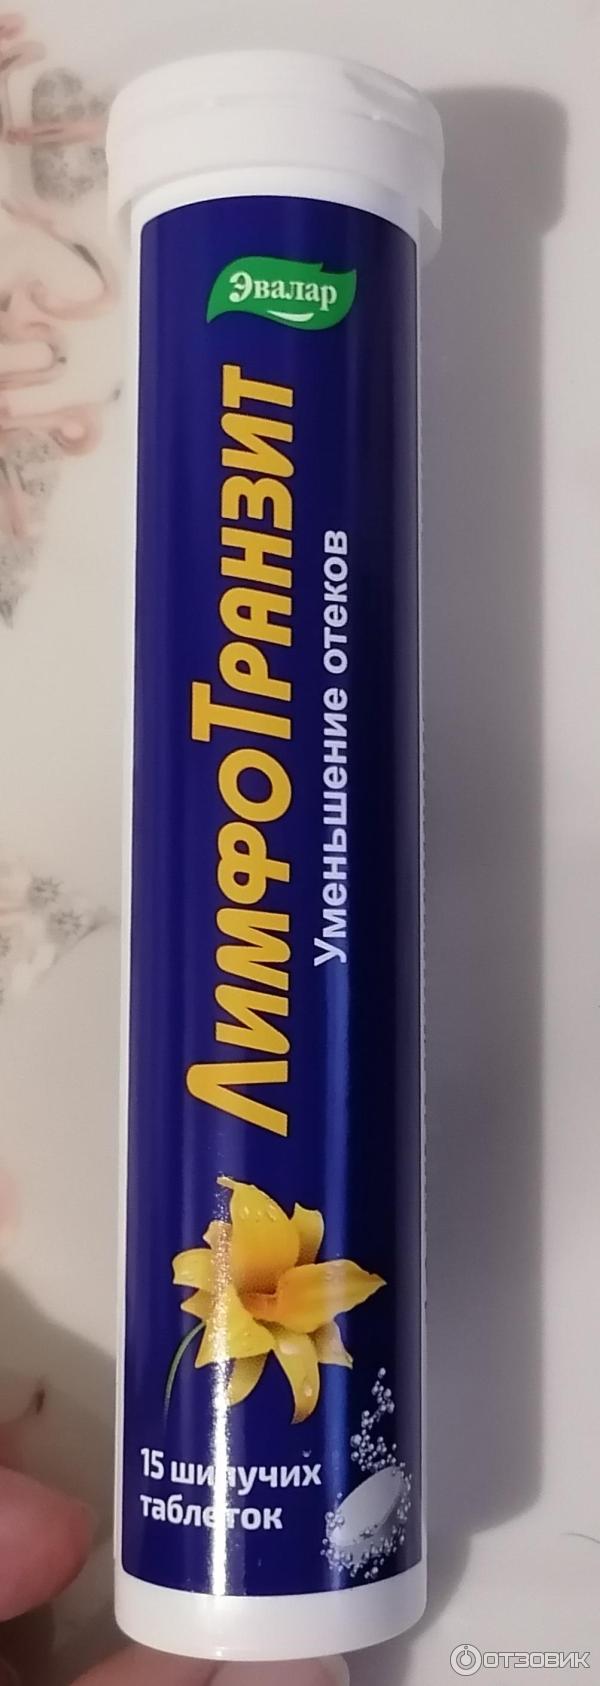 Эвалар
ЛимфоТранзит
Уменьшение отеков
15 шипучих
таблеток
ОТЗОВИК